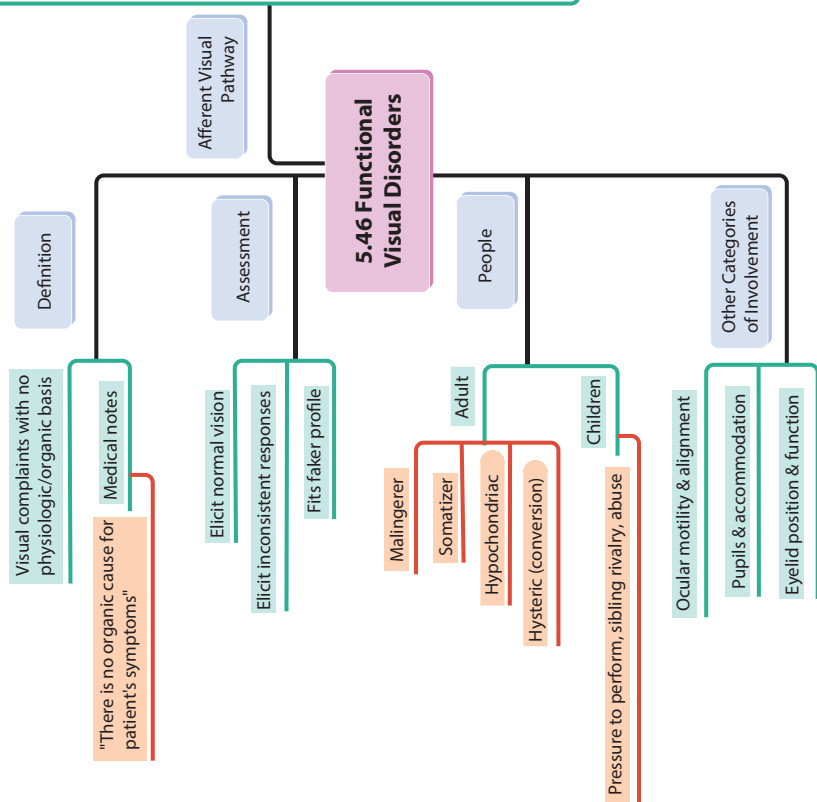 5.46 Functional
Visual Disorders
Afferent Visual
Pathway
Definition
Visual complaints with no
physiologic/organic basis
Medical notes
"There is no organic cause for
patient's symptoms"
Assessment
Elicit normal vision
Elicit inconsistent responses
Fits faker profile
People
Adult
Malingerer
Somatizer
Hypochondriac
Hysteric (conversion)
Children
Pressure to perform, sibling rivalry, abuse
Other Categories
of Involvement
Ocular motility & alignment
Pupils & accommodation
Eyelid position & function